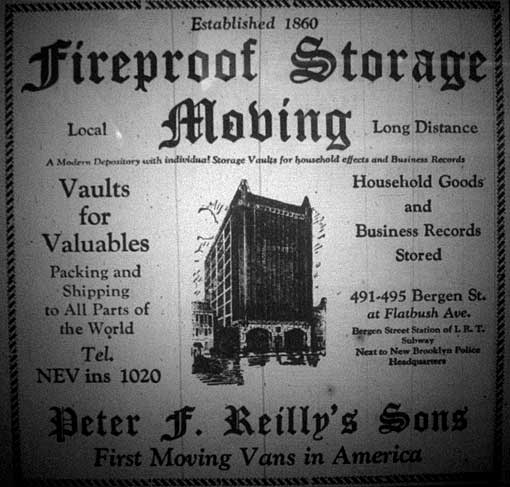 Established 1860
Fireproof Storage
Local Moving Long Distance
A Modern Depository with individual Storage Vaults for household effects and Business Records
Vaults
for
Valuables
Packing and
Shipping
to All Parts of
the World
Tel.
NEV ins 1020
Household Goods
and
Business Records
Stored
491-495 Bergen St.
at Flatbush Ave.
Bergen Street Station of I. R. T.
Subway
Next to New Brooklyn Police
Headquarters
Peter F. Reilly's Sons
First Moving Vans in America